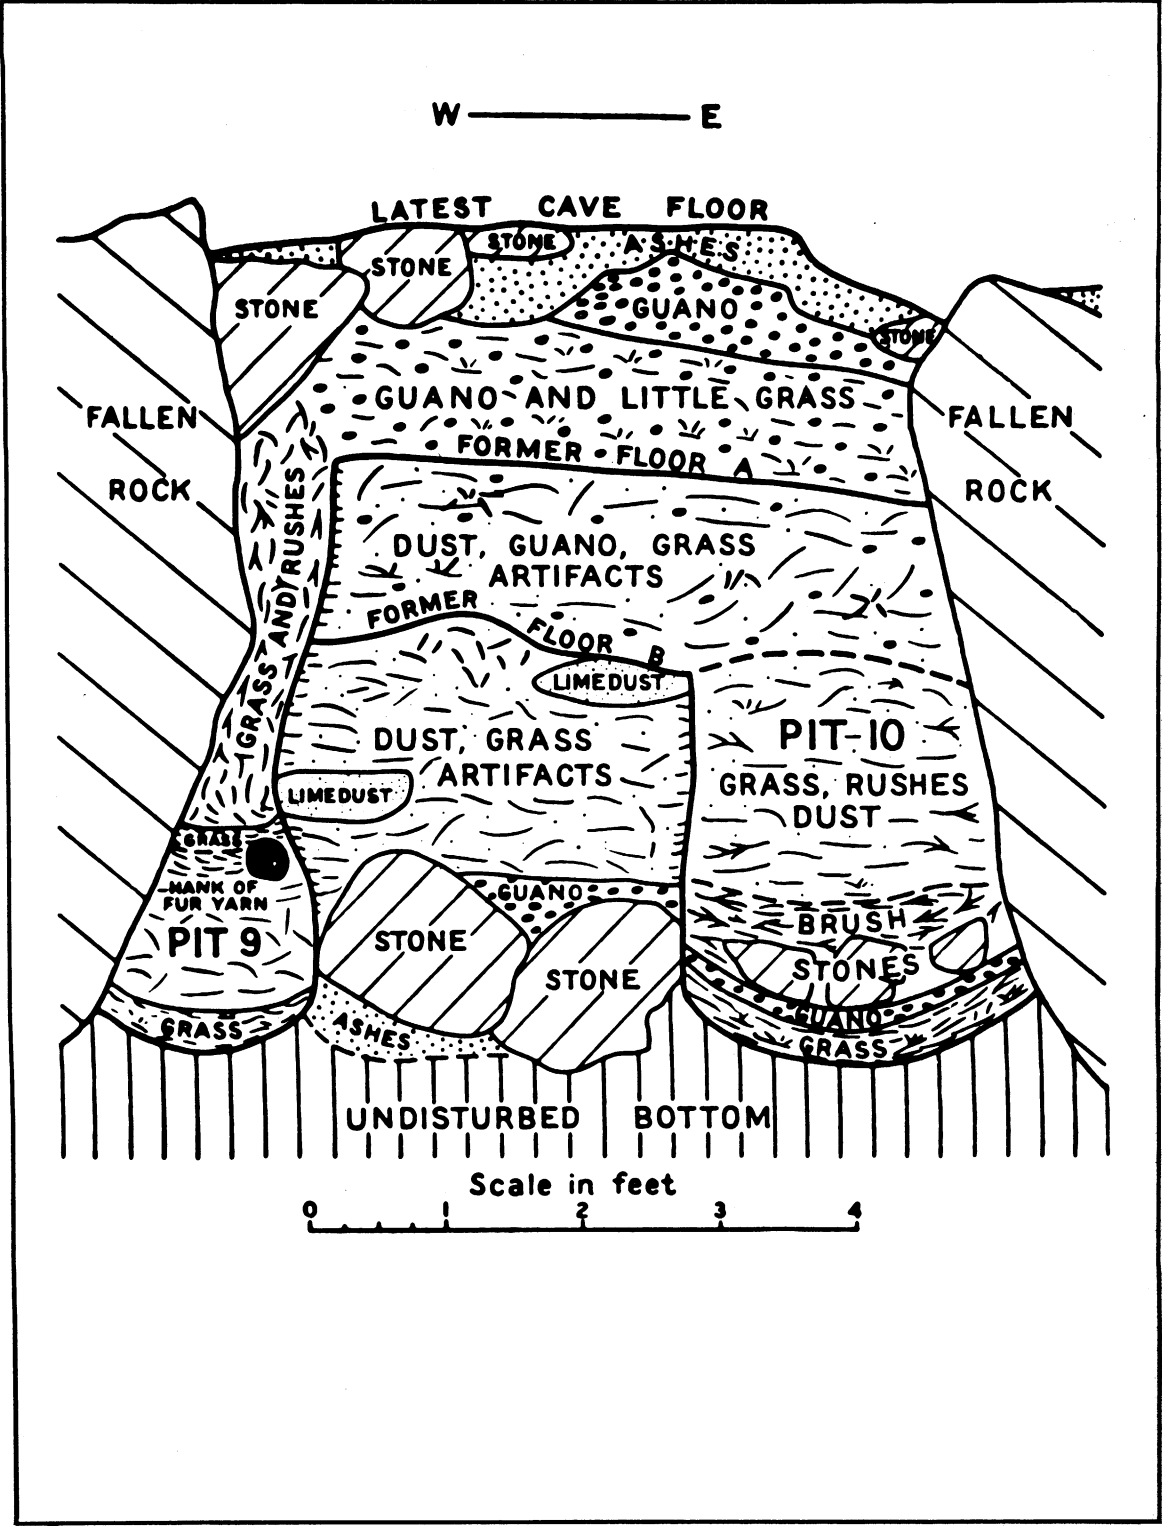 W E
LATEST CAVE FLOOR
STONE
ASHES
STONE
STONE
GUANO
STONE
GUANO AND LITTLE GRASS
FALLEN
ROCK
FALLEN
ROCK
FORMER FLOOR A
GRASS AND RUSHES
DUST, GUANO, GRASS
ARTIFACTS
FORMER FLOOR B
LIMEDUST
DUST, GRASS
ARTIFACTS
PIT-10
GRASS, RUSHES
DUST
LIMEDUST
GRASS
HANK OF
FUR YARN
PIT 9
GUANO
STONE
STONE
BRUSH
STONES
GUANO
GRASS
GRASS
ASHES
UNDISTURBED BOTTOM
Scale in feet
0 1 2 3 4